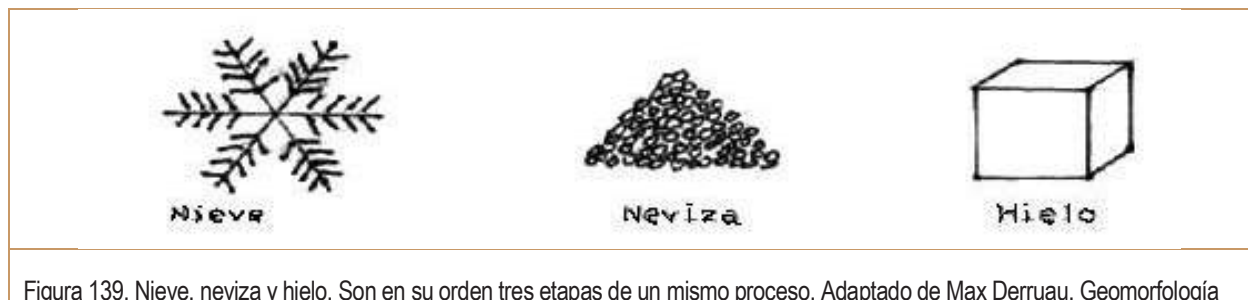 Nieve
Neviza
Hielo
Figura 139. Nieve, neviza y hielo. Son en su orden tres etapas de un mismo proceso. Adaptado de Max Derruau, Geomorfología